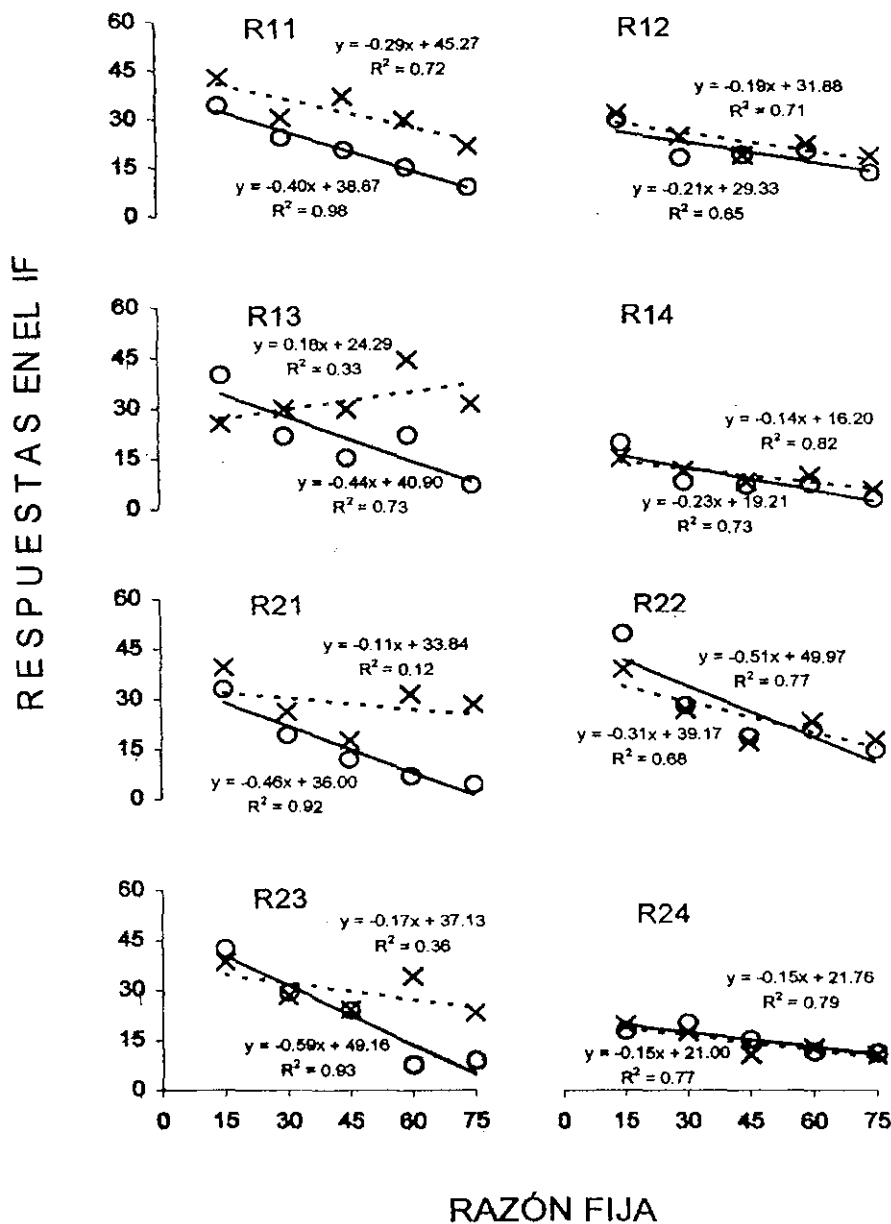 RESPUESTAS EN EL IF
60
45
30
15
0
R11
y = -0.29x + 45.27
R² = 0.72
y = -0.40x + 38.67
R² = 0.98
R12
y = -0.19x + 31.88
R² = 0.71
y = -0.21x + 29.33
R² = 0.65
60
45
30
15
0
R13
y = 0.18x + 24.29
R² = 0.33
y = -0.44x + 40.90
R² = 0.73
R14
y = -0.14x + 16.20
R² = 0.82
y = -0.23x + 19.21
R² = 0.73
60
45
30
15
0
R21
y = -0.11x + 33.84
R² = 0.12
y = -0.46x + 36.00
R² = 0.92
R22
y = -0.51x + 49.97
R² = 0.77
y = -0.31x + 39.17
R² = 0.68
60
45
30
15
0
R23
y = -0.17x + 37.13
R² = 0.36
y = -0.59x + 49.16
R² = 0.93
R24
y = -0.15x + 21.76
R² = 0.79
y = -0.15x + 21.00
R² = 0.77
0 15 30 45 60 75
0 15 30 45 60 75
RAZÓN FIJA